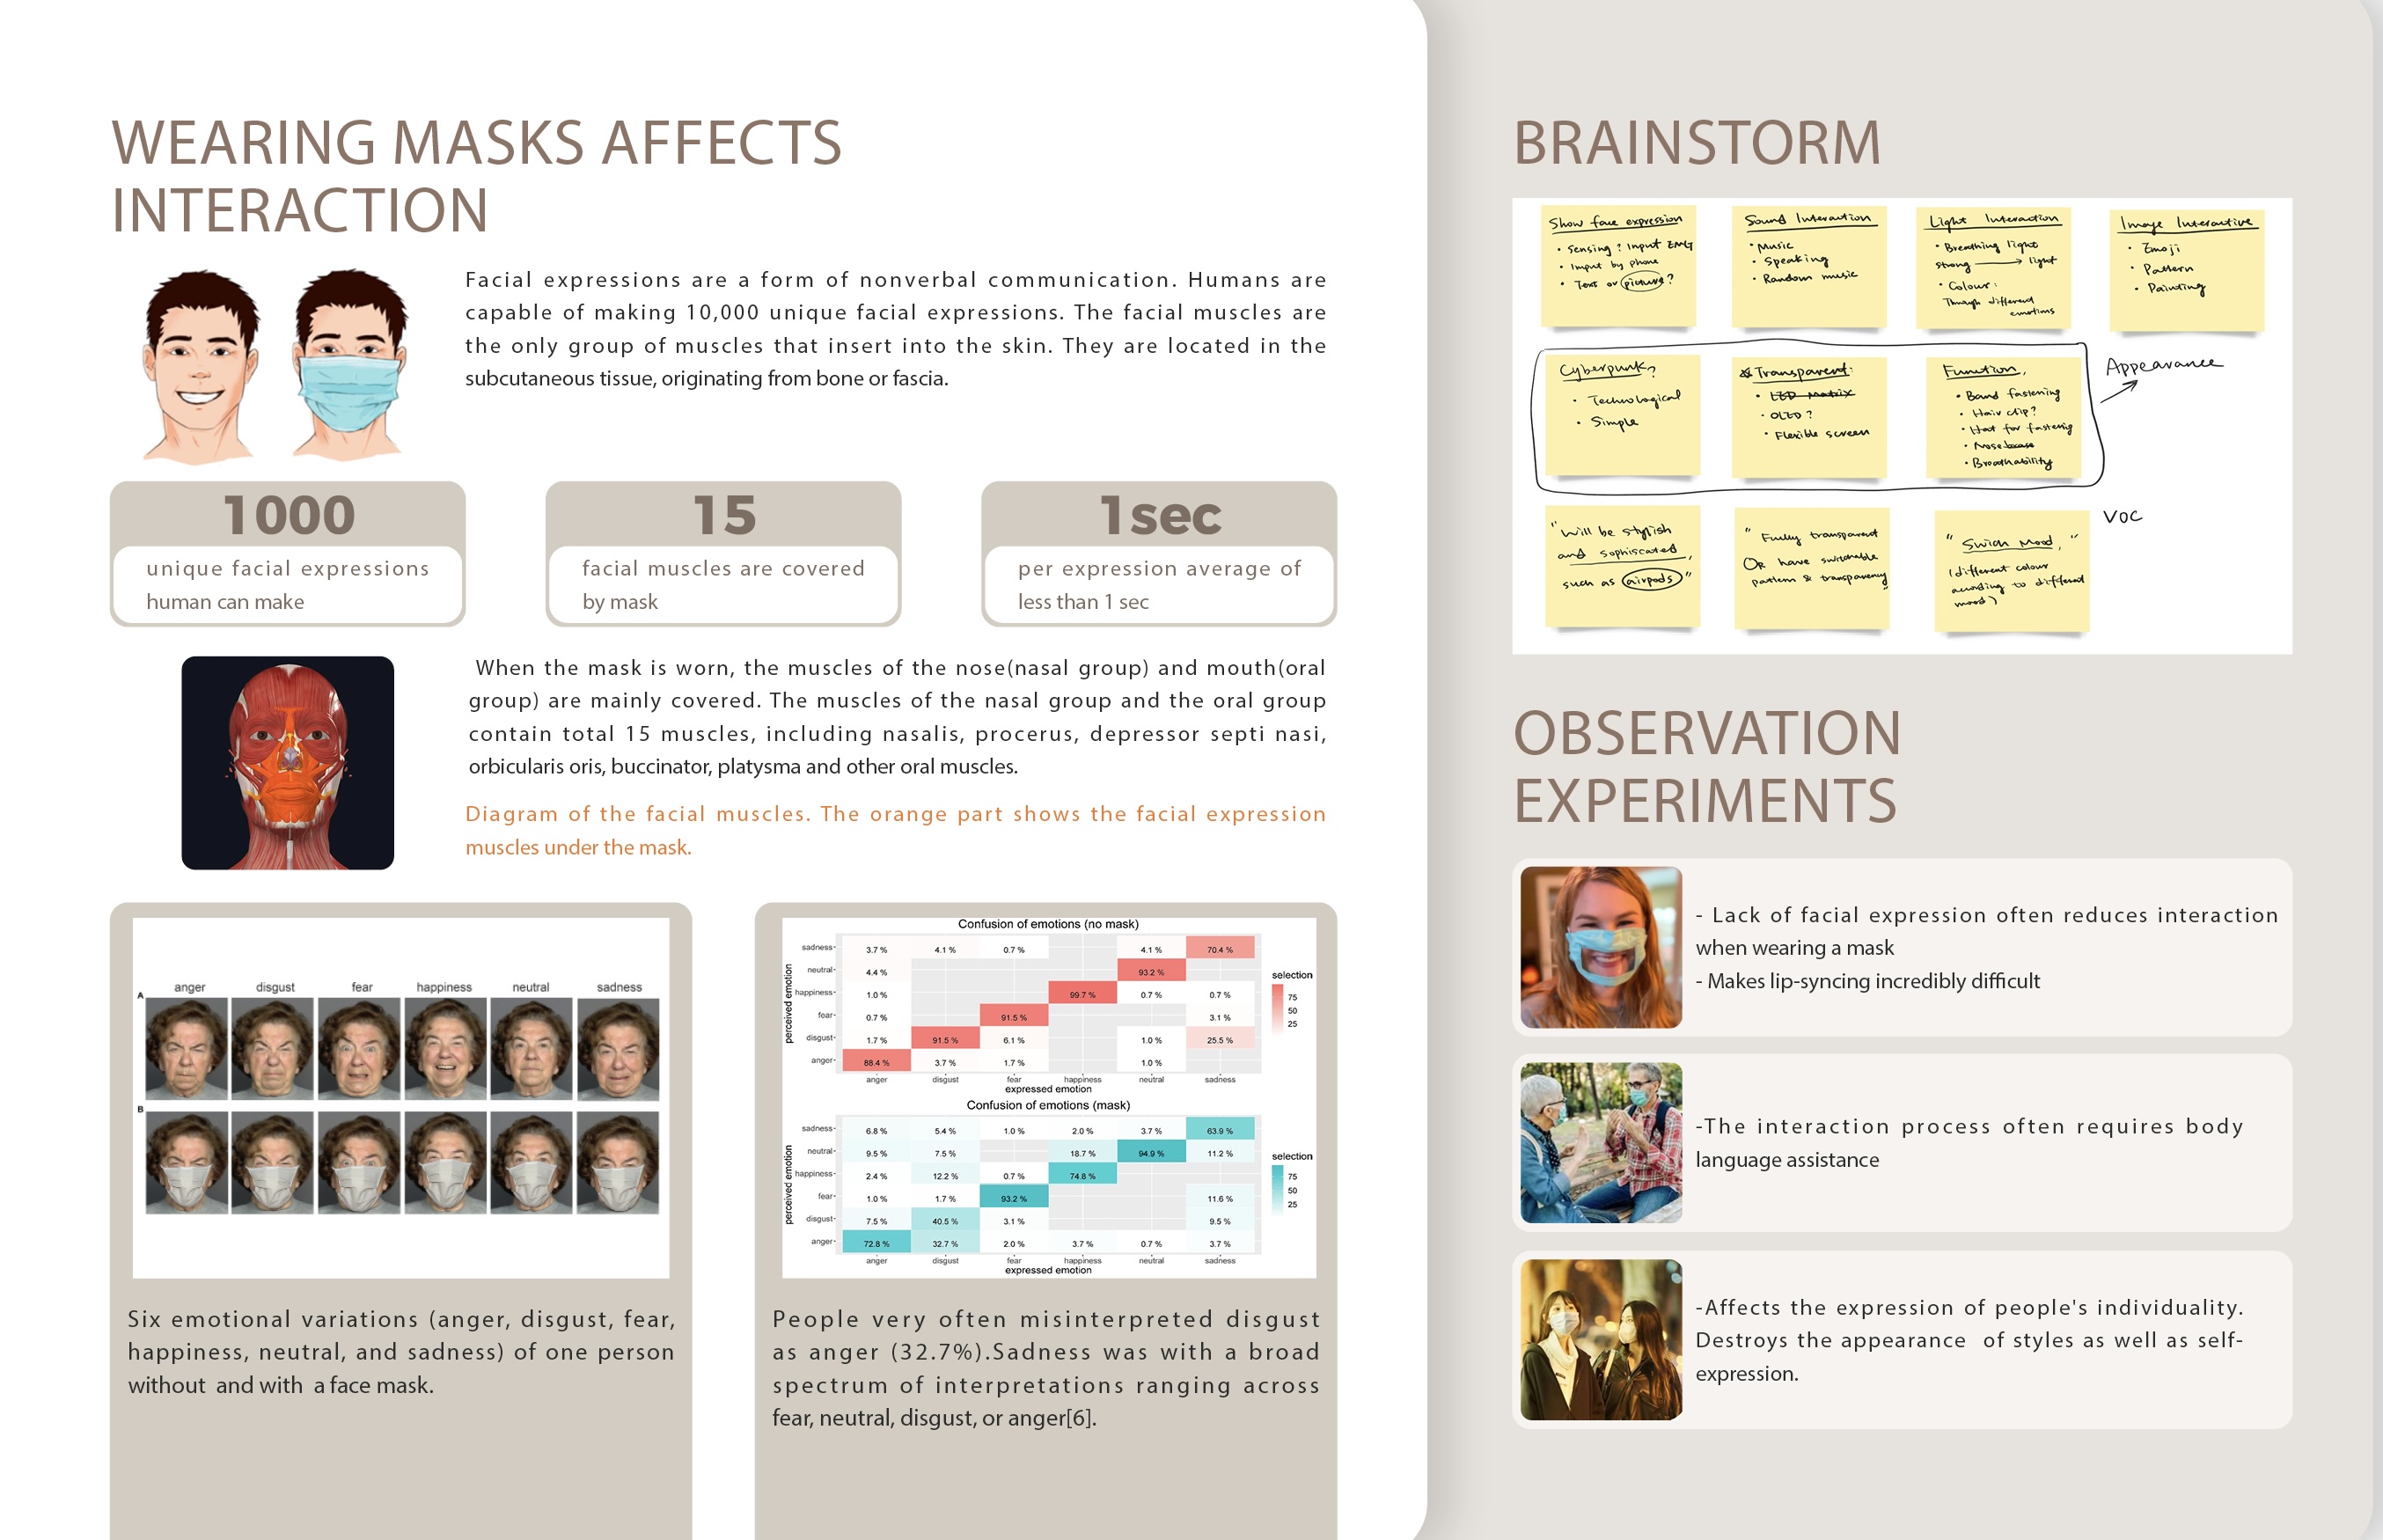 WEARING MASKS AFFECTS
INTERACTION
Facial expressions are a form of nonverbal communication. Humans are
capable of making 10,000 unique facial expressions. The facial muscles are
the only group of muscles that insert into the skin. They are located in the
subcutaneous tissue, originating from bone or fascia.
1000
unique facial expressions
human can make
15
facial muscles are covered
by mask
1sec
per expression average of
less than 1 sec
When the mask is worn, the muscles of the nose(nasal group) and mouth(oral
group) are mainly covered. The muscles of the nasal group and the oral group
contain total 15 muscles, including nasalis, procerus, depressor septi nasi,
orbicularis oris, buccinator, platysma and other oral muscles.
Diagram of the facial muscles. The orange part shows the facial expression
muscles under the mask.
anger disgust fear happiness neutral sadness
A
B
Six emotional variations (anger, disgust, fear,
happiness, neutral, and sadness) of one person
without and with a face mask.
Confusion of emotions (no mask)
perceived emotion
sadness 3.7 % 4.1 % 0.7 % 4.1 % 70.4 %
neutral 4.4 % 93.2 %
happiness 1.0 % 99.7 % 0.7 % 0.7 %
fear 0.7 % 91.5 % 3.1 %
disgust 1.7 % 91.5 % 6.1 % 1.0 % 25.5 %
anger 88.4 % 3.7 % 1.7 % 1.0 %
anger disgust fear happiness neutral sadness
expressed emotion
selection
75
50
25
Confusion of emotions (mask)
perceived emotion
sadness 6.8 % 5.4 % 1.0 % 2.0 % 3.7 % 63.9 %
neutral 9.5 % 7.5 % 18.7 % 94.9 % 11.2 %
happiness 2.4 % 12.2 % 0.7 % 74.8 %
fear 1.0 % 1.7 % 93.2 % 11.6 %
disgust 7.5 % 40.5 % 3.1 % 9.5 %
anger 72.8 % 32.7 % 2.0 % 3.7 % 0.7 % 3.7 %
anger disgust fear happiness neutral sadness
expressed emotion
selection
75
50
25
People very often misinterpreted disgust
as anger (32.7%).Sadness was with a broad
spectrum of interpretations ranging across
fear, neutral, disgust, or anger[6].
BRAINSTORM
Show face expression
• Sensing? Input EMG
• Input by phone
• Text or picture?
Sound Interaction
• Music
• Speaking
• Random music
Light Interaction
• Breathing light
strong → light
• Colour:
Through different
emotions
Image Interactive
• Emoji
• Pattern
• Painting
Cyberpunk?
• Technological
• Simple
Transparent:
• LED Matrix
• OLED?
• Flexible screen
Function,
• Band fastening
• Hair clip?
• Hat for fastening
• Nose
• Breathability
Appearance
"Will be stylish
and sophiscated,
such as airpods"
"Fully transparent
OR have switchable
pattern & transparency"
"Swich Mood,"
(different colour
according to different
mood)
VOC
OBSERVATION
EXPERIMENTS
- Lack of facial expression often reduces interaction
when wearing a mask
- Makes lip-syncing incredibly difficult
-The interaction process often requires body
language assistance
-Affects the expression of people's individuality.
Destroys the appearance of styles as well as self-
expression.